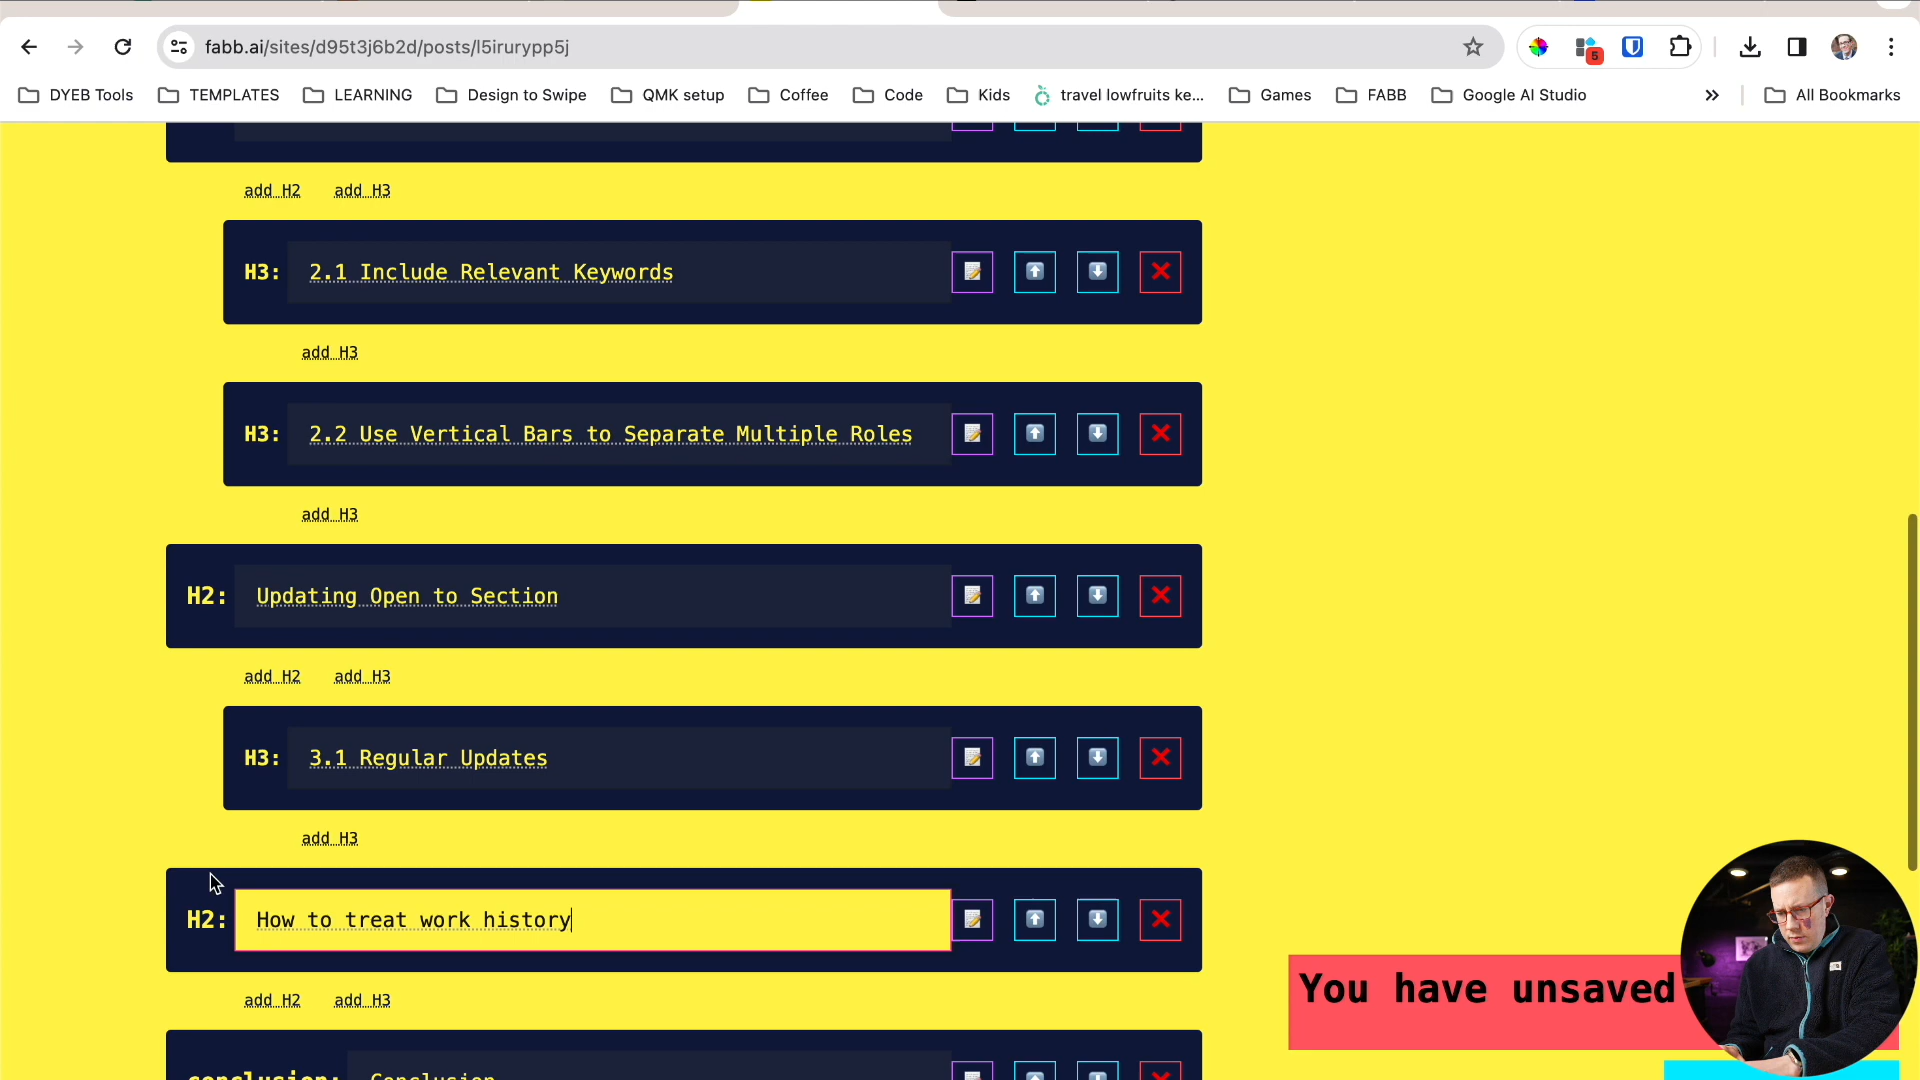 fabb.ai/sites/d95t3j6b2d/posts/l5irurypp5j
5
DYEB Tools
TEMPLATES
LEARNING
Design to Swipe
QMK setup
Coffee
Code
Kids
travel lowfruits ke...
Games
FABB
Google AI Studio
»
All Bookmarks
add H2 add H3
H3: 2.1 Include Relevant Keywords
add H3
H3: 2.2 Use Vertical Bars to Separate Multiple Roles
add H3
H2: Updating Open to Section
add H2 add H3
H3: 3.1 Regular Updates
add H3
H2: How to treat work history
add H2 add H3
conclusion: Conclusion
You have unsaved